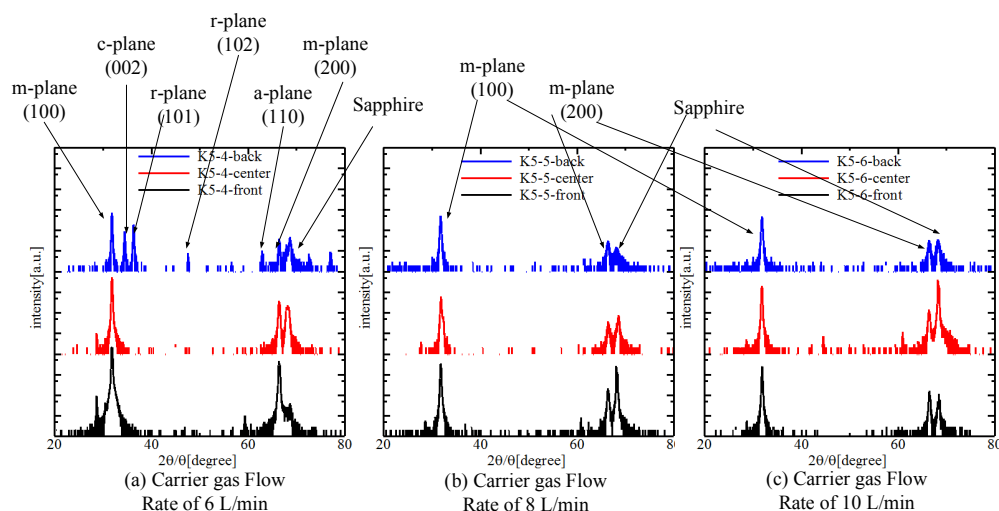 r-plane
(102)
c-plane
(002)
m-plane
(200)
m-plane
(100)
r-plane
(101)
a-plane
(110)
Sapphire
m-plane
(100)
m-plane
(200)
Sapphire
K5-4-back
K5-4-center
K5-4-front
intensity[a.u.]
20 40 60 80
2θ/θ[degree]
(a) Carrier gas Flow
Rate of 6 L/min
K5-5-back
K5-5-center
K5-5-front
intensity[a.u.]
20 40 60 80
2θ/θ[degree]
(b) Carrier gas Flow
Rate of 8 L/min
K5-6-back
K5-6-center
K5-6-front
intensity[a.u.]
20 40 60 80
2θ/θ[degree]
(c) Carrier gas Flow
Rate of 10 L/min